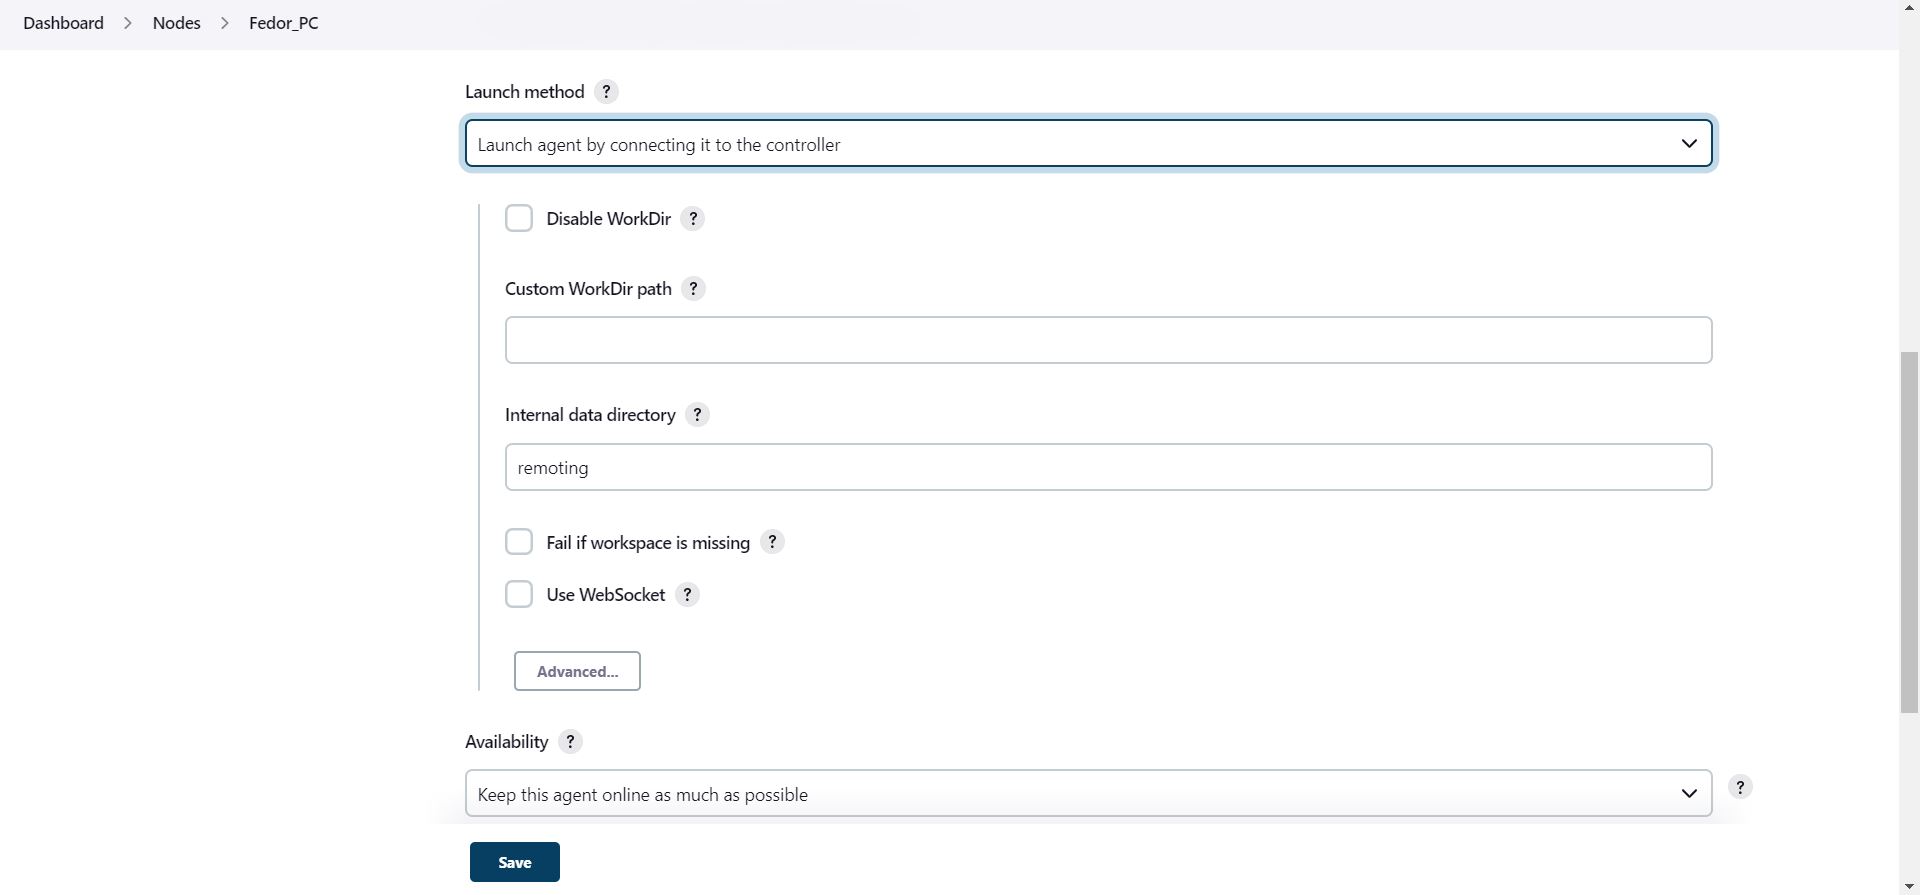 Dashboard > Nodes > Fedor_PC
Launch method ?
Launch agent by connecting it to the controller
Disable WorkDir ?
Custom WorkDir path ?
Internal data directory ?
remoting
Fail if workspace is missing ?
Use WebSocket ?
Advanced...
Availability ?
Keep this agent online as much as possible
?
Save